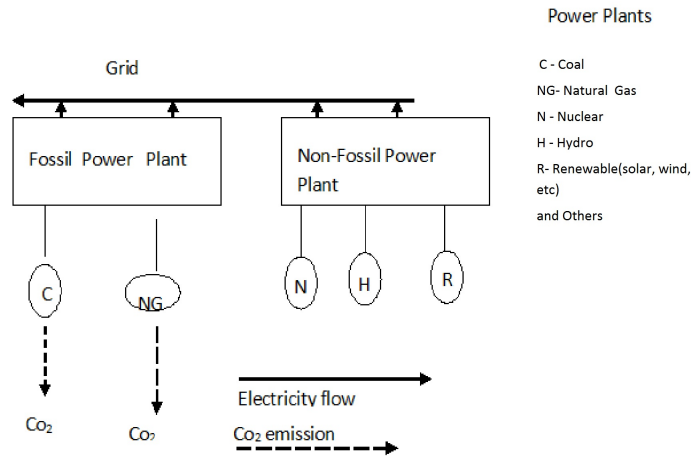 Power Plants
Grid
C - Coal
NG- Natural Gas
N - Nuclear
H - Hydro
R- Renewable(solar, wind,
etc)
and Others
Fossil Power Plant
Non-Fossil Power
Plant
C
NG
N
H
R
Electricity flow
Co₂
Co₂
Co₂ emission